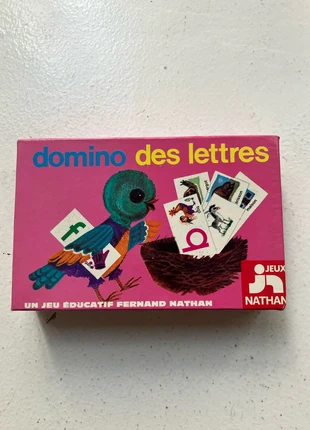 domino des lettres
f
d
UN JEU ÉDUCATIF FERNAND NATHAN
JEUX
NATHAN